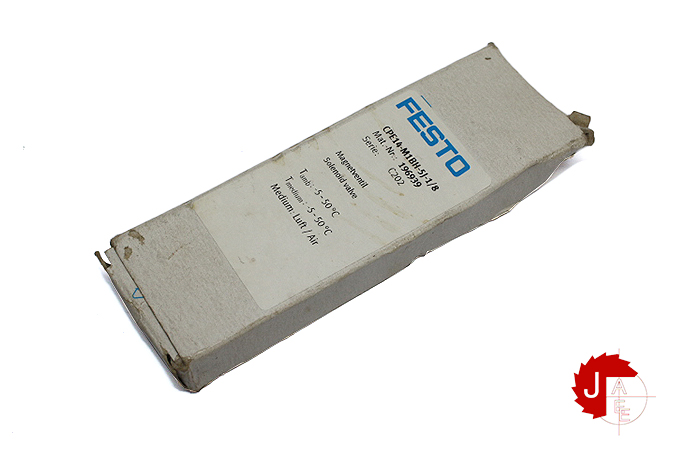 FESTO
CPE14-M1BH-5J-1/8
Mat.-Nr.: 196939
Serie: C202
Magnetventil
Solenoid valve
Tamb: -5 - 50 °C
Tmedium: -5 - 50 °C
Medium: Luft / Air
J
A
E
E